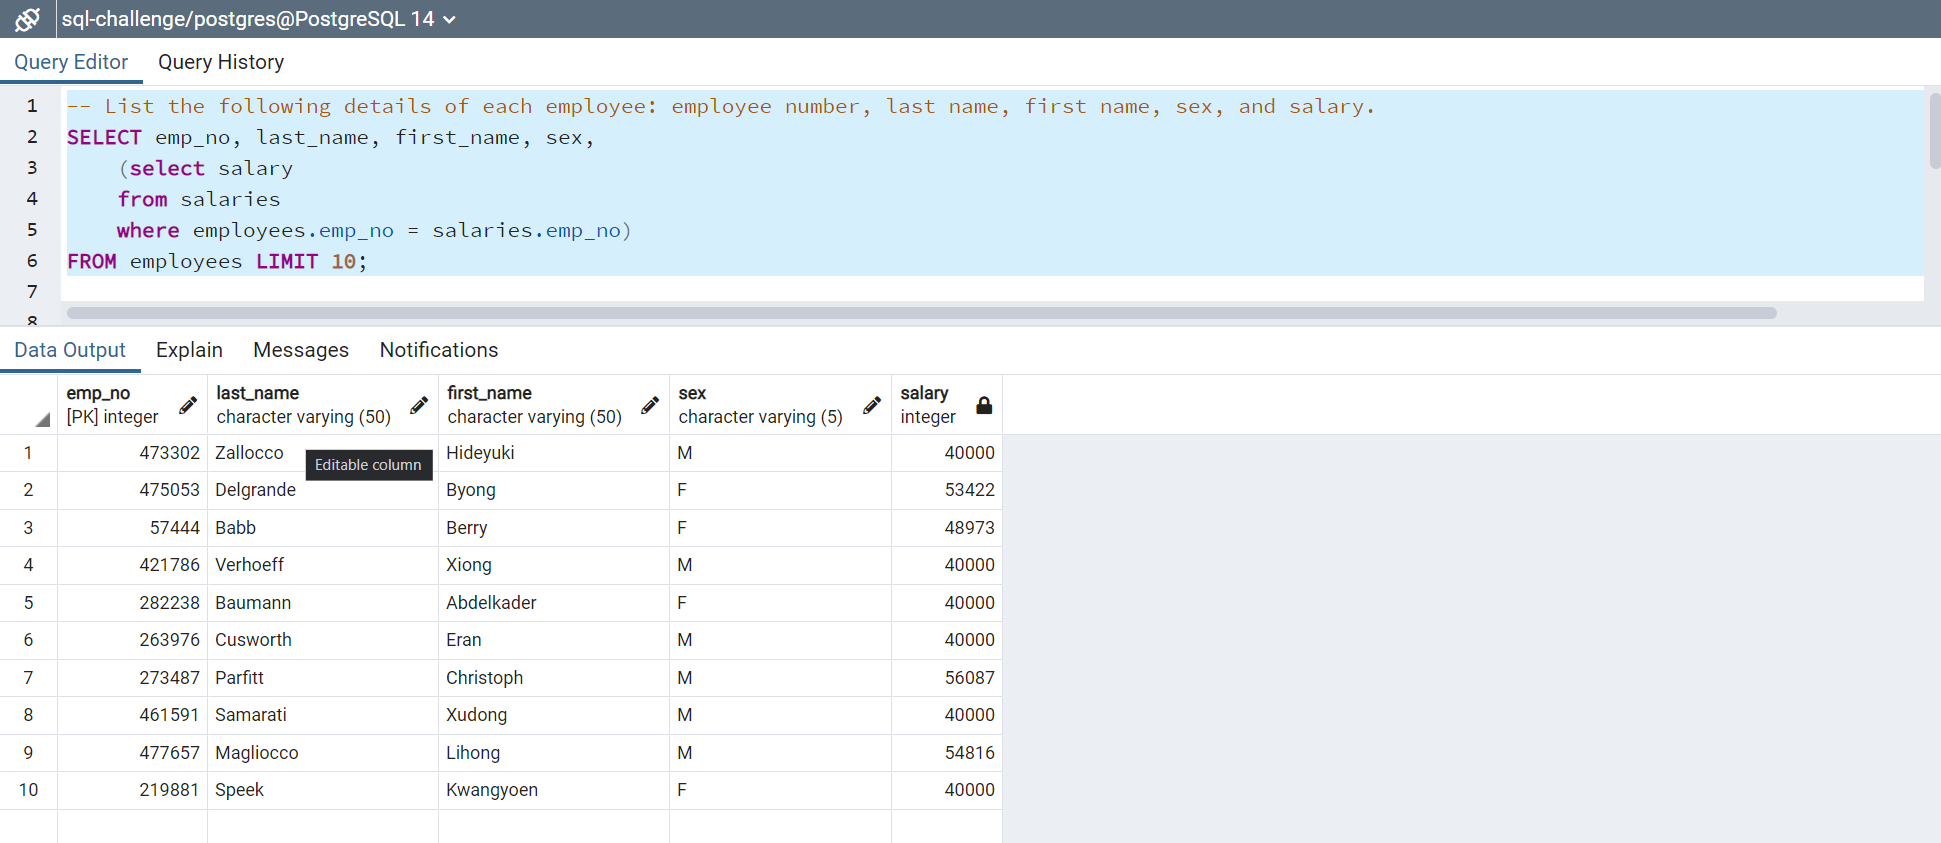 sql-challenge/postgres@PostgreSQL 14
Query Editor Query History
1 -- List the following details of each employee: employee number, last name, first name, sex, and salary.
2 SELECT emp_no, last_name, first_name, sex,
3 (select salary
4 from salaries
5 where employees.emp_no = salaries.emp_no)
6 FROM employees LIMIT 10;
7
8
Data Output Explain Messages Notifications
emp_no last_name first_name sex salary
[PK] integer character varying (50) character varying (50) character varying (5) integer
1 473302 Zallocco Hideyuki M 40000
Editable column
2 475053 Delgrande Byong F 53422
3 57444 Babb Berry F 48973
4 421786 Verhoeff Xiong M 40000
5 282238 Baumann Abdelkader F 40000
6 263976 Cusworth Eran M 40000
7 273487 Parfitt Christoph M 56087
8 461591 Samarati Xudong M 40000
9 477657 Magliocco Lihong M 54816
10 219881 Speek Kwangyoen F 40000